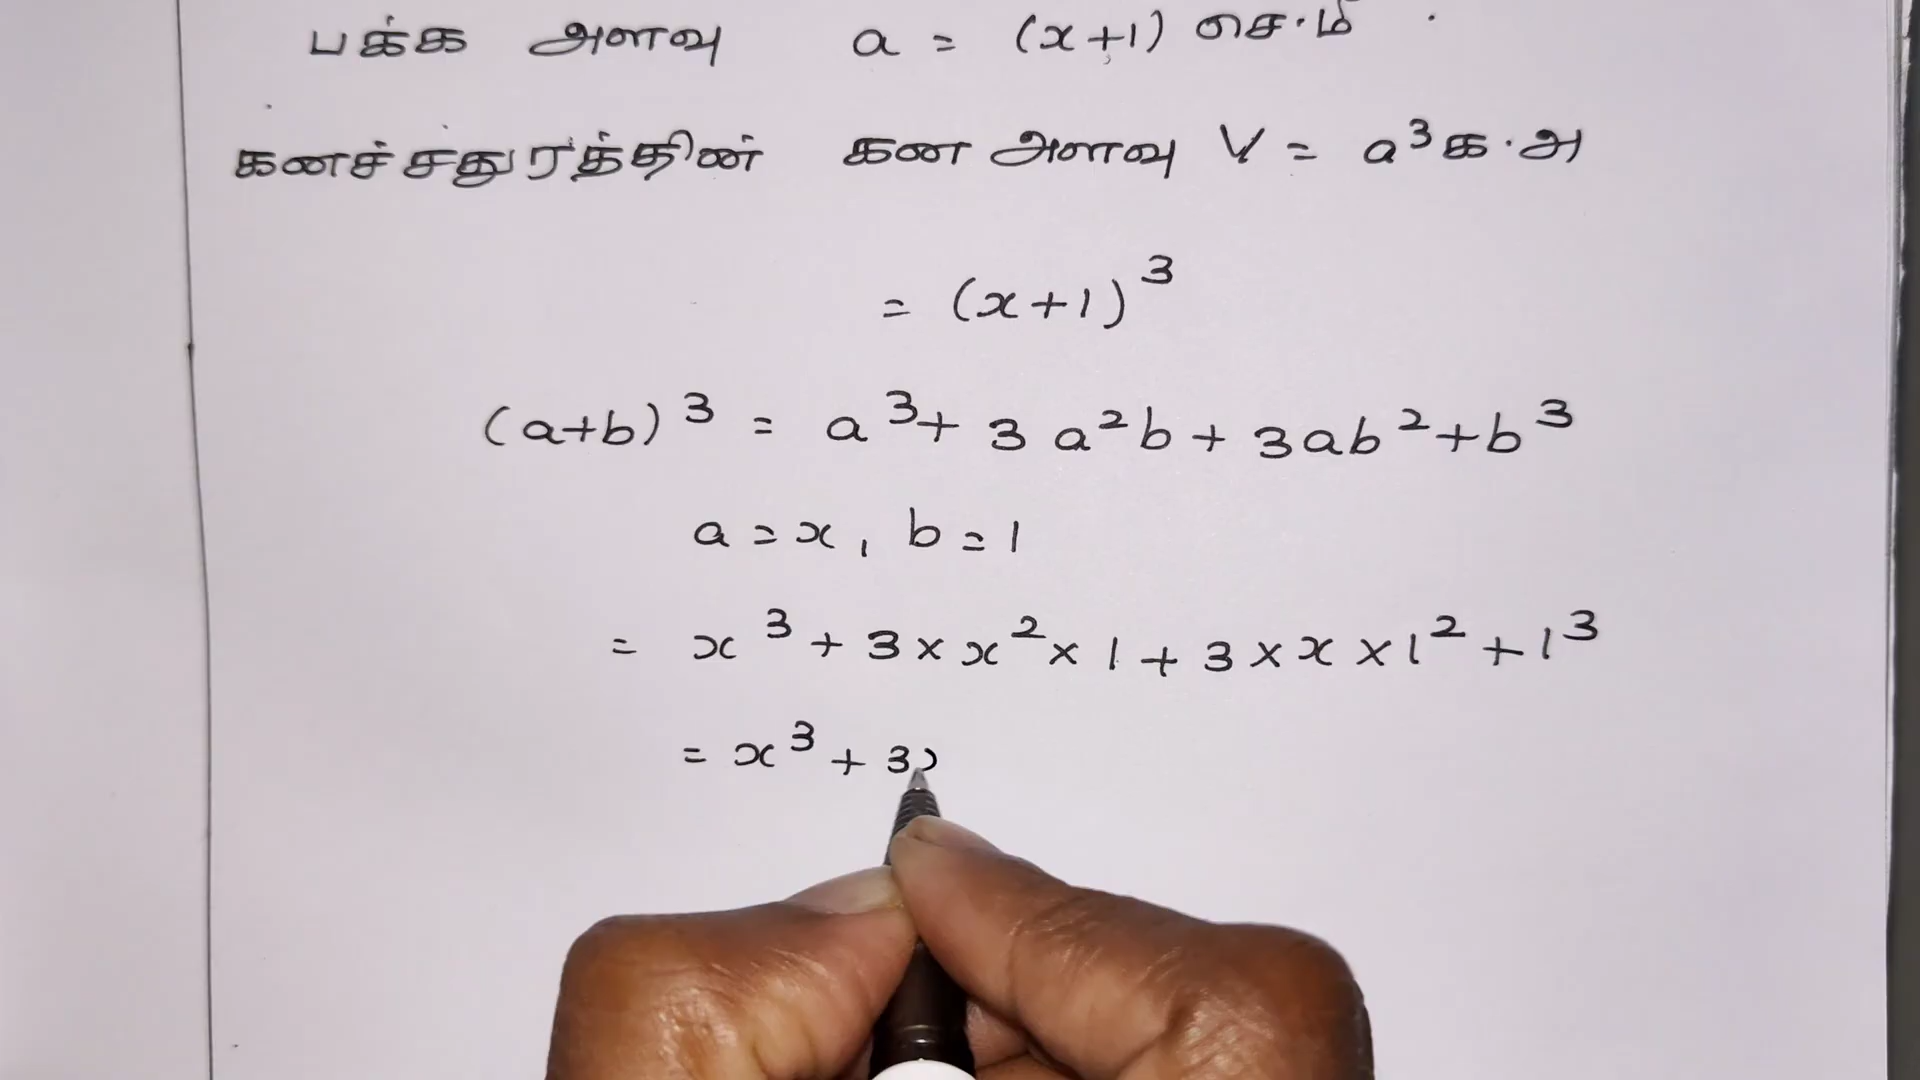 பக்க அளவு a = (x+1) செ.மீ
கனச்சதுரத்தின் கன அளவு V = a³ க.அ
= (x+1)³
(a+b)³ = a³ + 3a²b + 3ab² + b³
a = x, b = 1
= x³ + 3 × x² × 1 + 3 × x × 1² + 1³
= x³ + 3